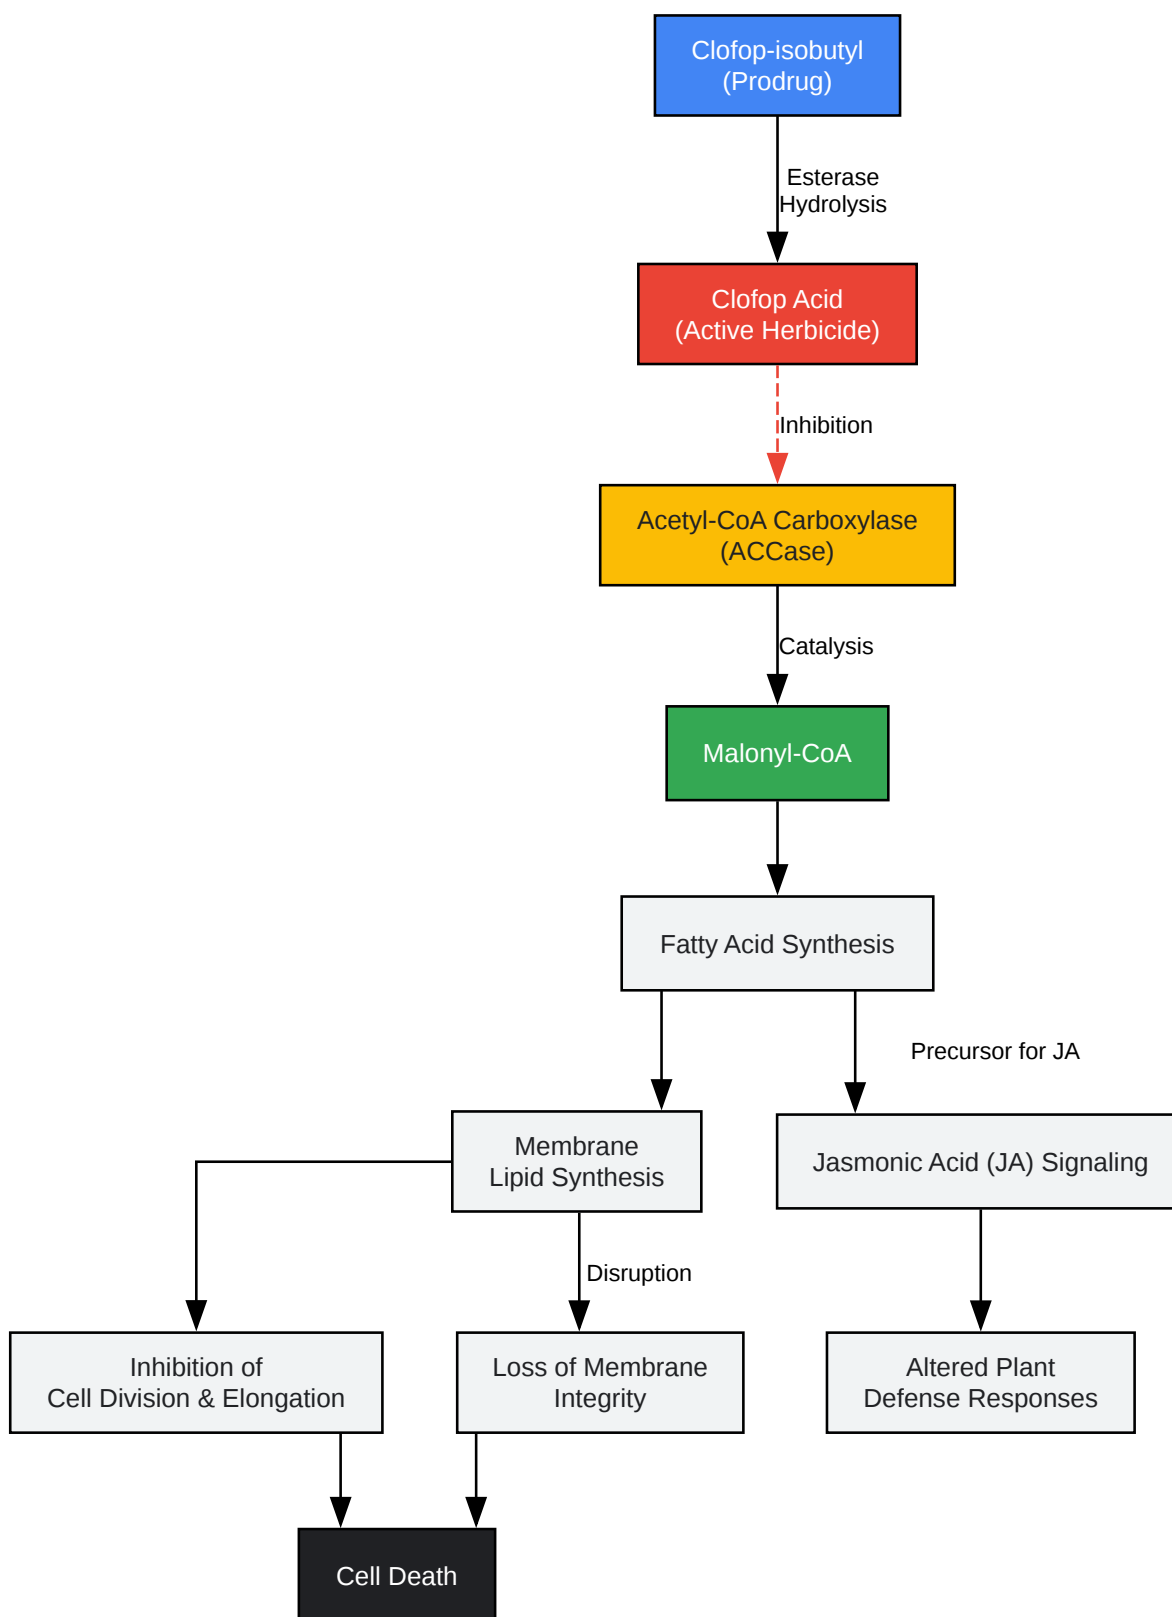 Clofop-isobutyl
(Prodrug)
Esterase
Hydrolysis
Clofop Acid
(Active Herbicide)
Inhibition
Acetyl-CoA Carboxylase
(ACCase)
Catalysis
Malonyl-CoA
Fatty Acid Synthesis
Precursor for JA
Membrane
Lipid Synthesis
Jasmonic Acid (JA) Signaling
Disruption
Inhibition of
Cell Division & Elongation
Loss of Membrane
Integrity
Altered Plant
Defense Responses
Cell Death